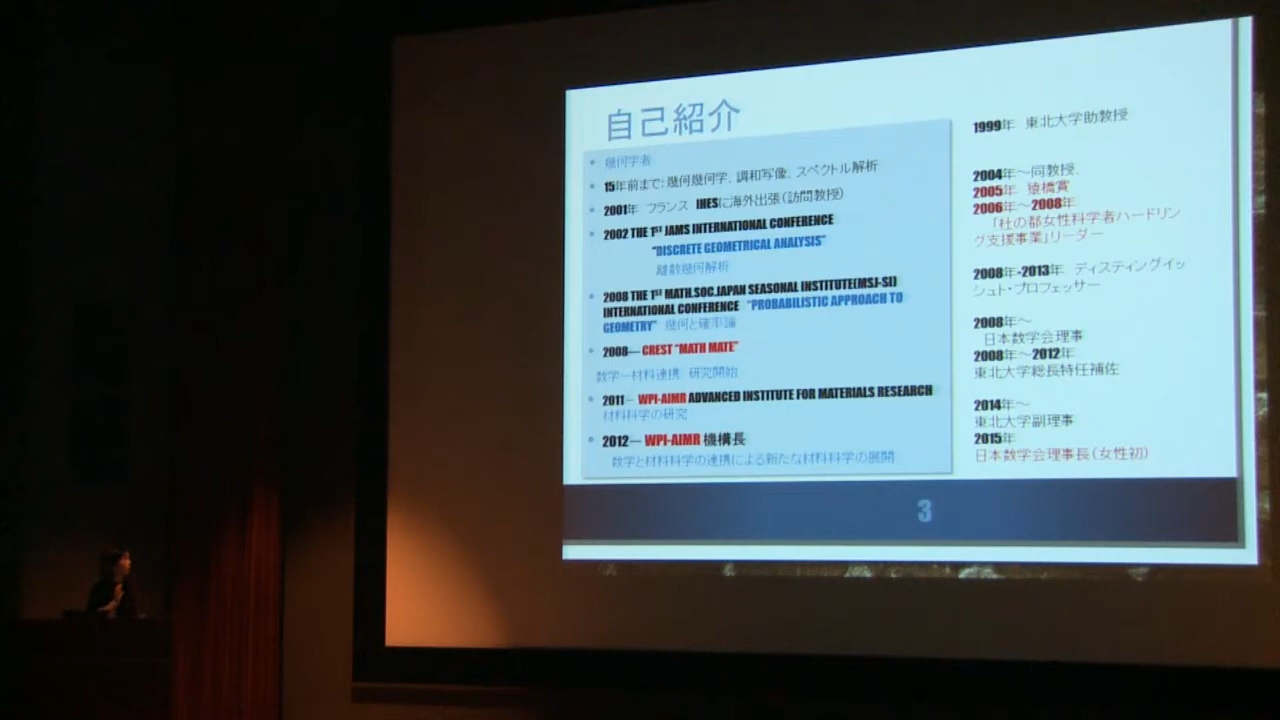 自己紹介
幾何学者
15年前まで：幾何幾何学、調和写像、スペクトル解析
2001年 フランス IHESに海外出張（訪問教授）
2002 THE 1ST JAMS INTERNATIONAL CONFERENCE
"DISCRETE GEOMETRICAL ANALYSIS"
離散幾何解析
2008 THE 1ST MATH.SOC.JAPAN SEASONAL INSTITUTE(MSJ-SI)
INTERNATIONAL CONFERENCE "PROBABILISTIC APPROACH TO
GEOMETRY" 幾何と確率論
2008— CREST "MATH MATE"
数学ー材料連携 研究開始
2011— WPI-AIMR ADVANCED INSTITUTE FOR MATERIALS RESEARCH
材料科学の研究
2012— WPI-AIMR 機構長
数学と材料科学の連携による新たな材料科学の展開
1999年 東北大学助教授
2004年～同教授、
2005年 猿橋賞
2006年～2008年
「杜の都女性科学者ハードリン
グ支援事業」リーダー
2008年-2013年 ディスティングイッ
シュト・プロフェッサー
2008年～
日本数学会理事
2008年～2012年
東北大学総長特任補佐
2014年～
東北大学副理事
2015年
日本数学会理事長（女性初）
3